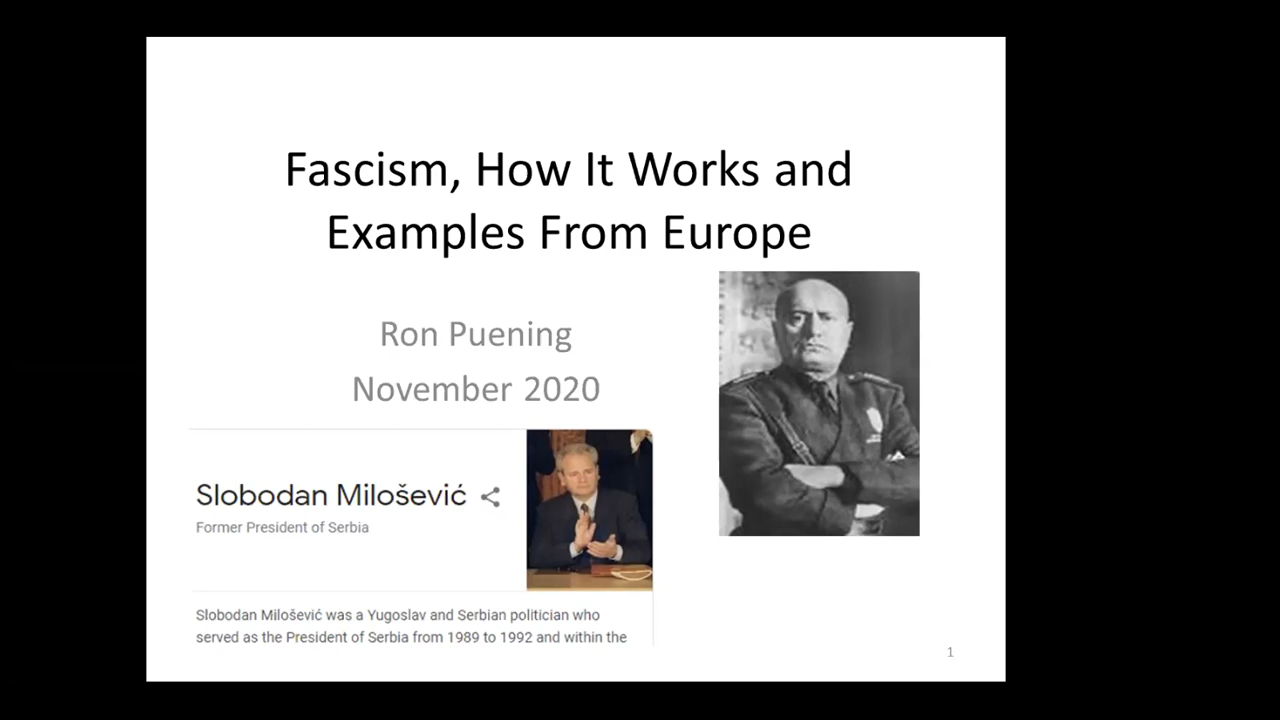 Fascism, How It Works and
Examples From Europe
Ron Puening
November 2020
Slobodan Milošević
Former President of Serbia
Slobodan Milošević was a Yugoslav and Serbian politician who
served as the President of Serbia from 1989 to 1992 and within the
1